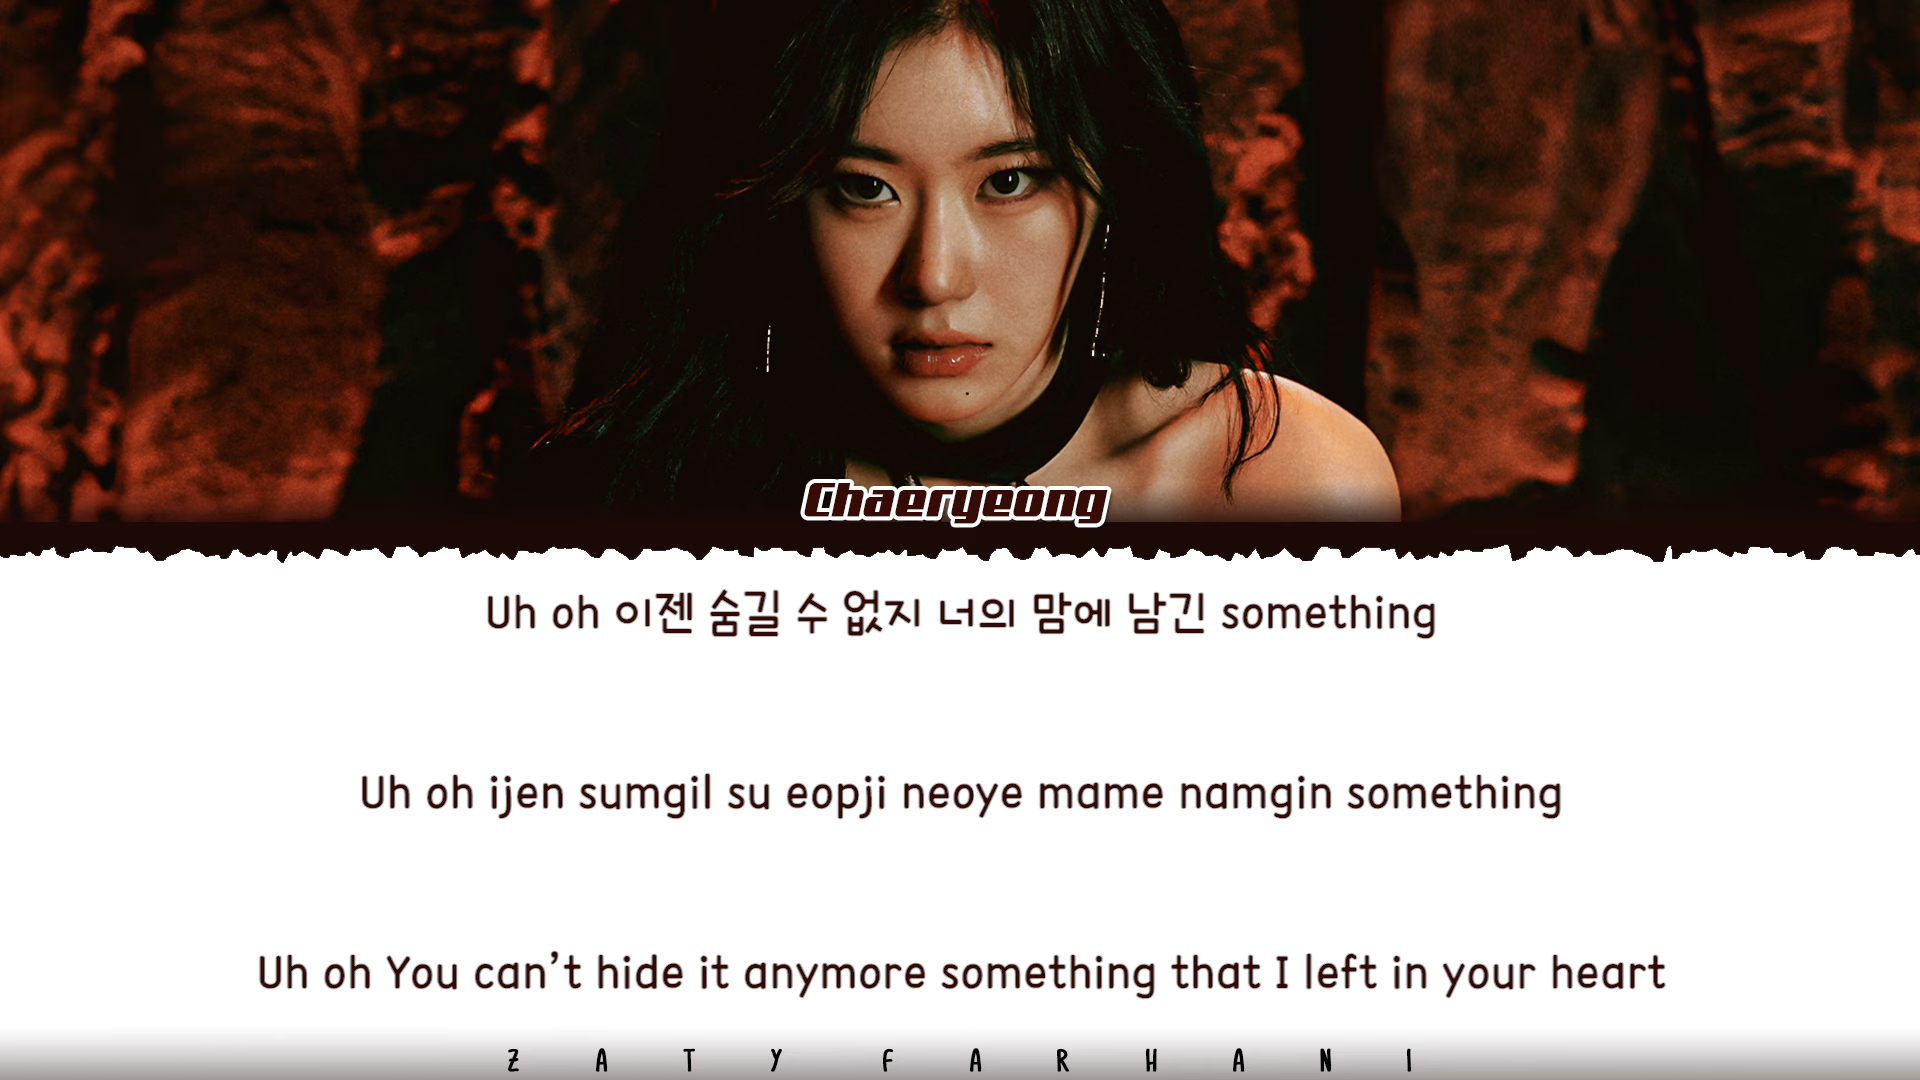 Chaeryeong
Uh oh 이젠 숨길 수 없지 너의 맘에 남긴 something
Uh oh ijen sumgil su eopji neoye mame namgin something
Uh oh You can’t hide it anymore something that I left in your heart
ZATY FARHANI